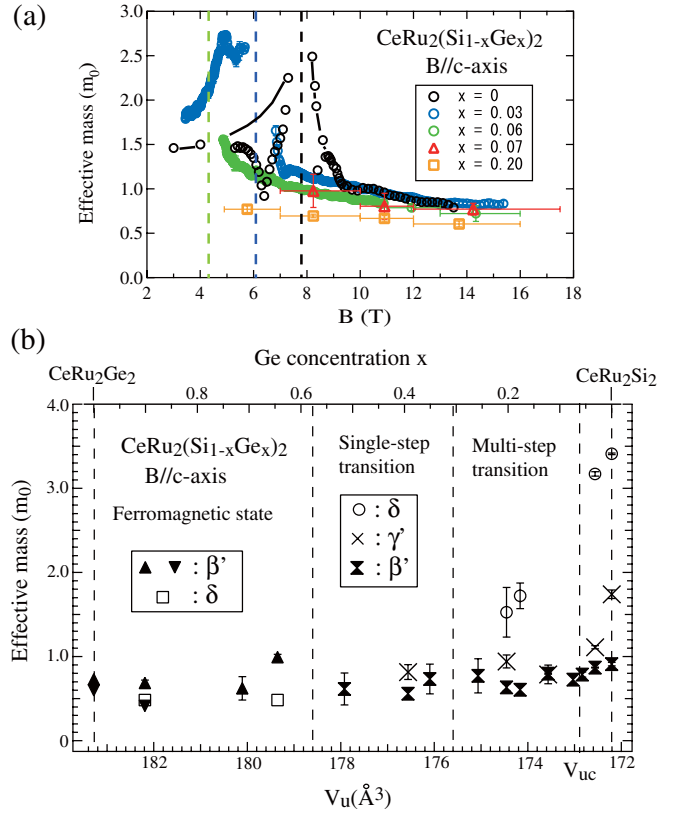 (a)
3.0
2.5
2.0
1.5
1.0
0.5
0.0
Effective mass (m₀)
CeRu₂(Si₁₋ₓGeₓ)₂
B//c-axis
x = 0
x = 0.03
x = 0.06
x = 0.07
x = 0.20
2 4 6 8 10 12 14 16 18
B (T)
(b)
Ge concentration x
CeRu₂Ge₂
CeRu₂Si₂
0.8 0.6 0.4 0.2
4.0
3.0
2.0
1.0
0
Effective mass (m₀)
CeRu₂(Si₁₋ₓGeₓ)₂
B//c-axis
Ferromagnetic state
: β'
: δ
Single-step
transition
: δ
: γ'
: β'
Multi-step
transition
182 180 178 176 174 172
V_uc
V_u(Å³)